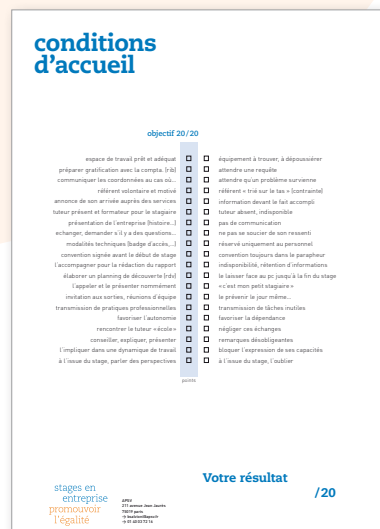 conditions
d'accueil
objectif 20/20
espace de travail prêt et adéquat équipement à trouver, à dépoussiérer
préparer gratification avec la compta. (rib) attendre une requête
communiquer les coordonnées au cas où... attendre qu'un problème survienne
référent volontaire et motivé référent « trié sur le tas » (contrainte)
annonce de son arrivée auprès des services information devant le fait accompli
tuteur présent et formateur pour le stagiaire tuteur absent, indisponible
présentation de l'entreprise (histoire...) pas de communication
echanger, demander s'il y a des questions... ne pas se soucier de son ressenti
modalités techniques (badge d'accès,...) réservé uniquement au personnel
convention signée avant le début de stage convention toujours dans le parapheur
l'accompagner pour la rédaction du rapport indisponibilité, rétention d'informations
élaborer un planning de découverte (rdv) le laisser face au pc jusqu'à la fin du stage
l'appeler et le présenter nommément « c'est mon petit stagiaire »
invitation aux sorties, réunions d'équipe le prévenir le jour même...
transmission de pratiques professionnelles transmission de tâches inutiles
favoriser l'autonomie favoriser la dépendance
rencontrer le tuteur « école » négliger ces échanges
conseiller, expliquer, présenter remarques désobligeantes
l'impliquer dans une dynamique de travail bloquer l'expression de ses capacités
à l'issue du stage, parler des perspectives à l'issue du stage, l'oublier
points
Votre résultat
/20
stages en
entreprise
promouvoir
l'égalité
APSV
211 avenue Jean Jaurès
75019 paris